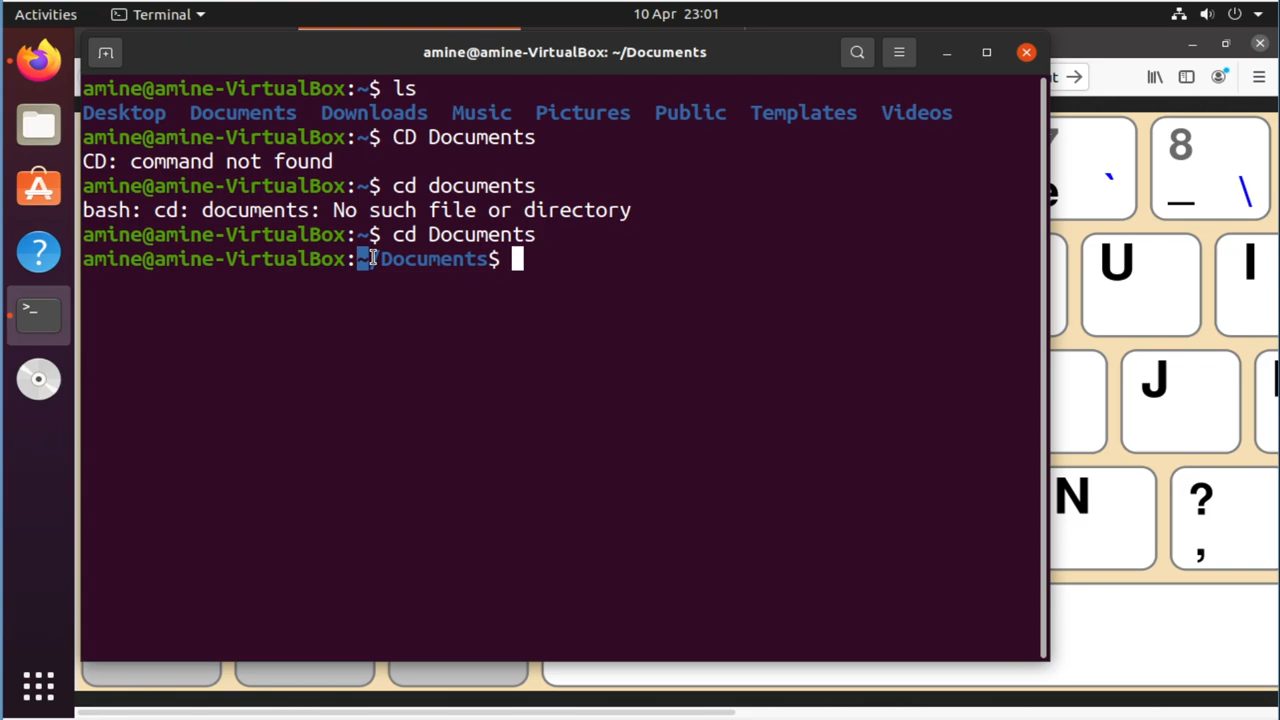 Activities Terminal 10 Apr 23:01
amine@amine-VirtualBox: ~/Documents
amine@amine-VirtualBox:~$ ls
Desktop Documents Downloads Music Pictures Public Templates Videos
amine@amine-VirtualBox:~$ CD Documents
CD: command not found
amine@amine-VirtualBox:~$ cd documents
bash: cd: documents: No such file or directory
amine@amine-VirtualBox:~$ cd Documents
amine@amine-VirtualBox:~/Documents$
8
_ \
`
U I
J
N ?
,